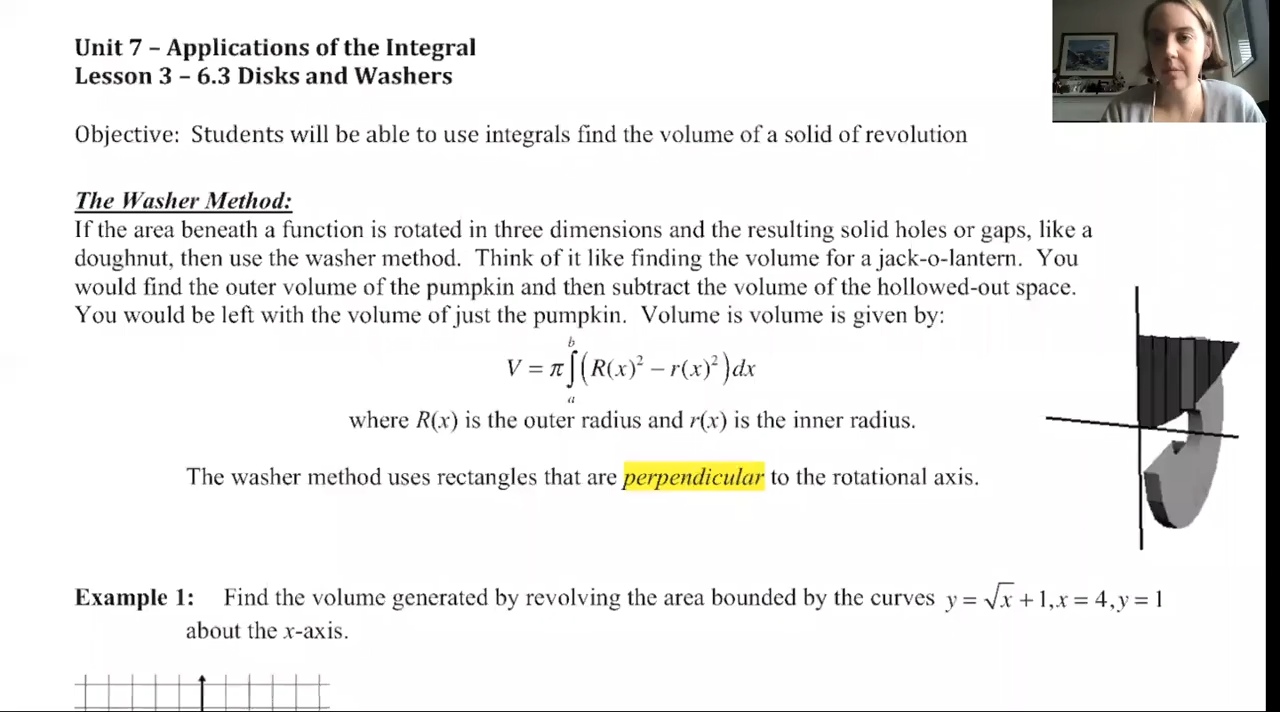 Unit 7 – Applications of the Integral
Lesson 3 – 6.3 Disks and Washers
Objective:  Students will be able to use integrals find the volume of a solid of revolution
The Washer Method:
If the area beneath a function is rotated in three dimensions and the resulting solid holes or gaps, like a
doughnut, then use the washer method.  Think of it like finding the volume for a jack-o-lantern.  You
would find the outer volume of the pumpkin and then subtract the volume of the hollowed-out space.
You would be left with the volume of just the pumpkin.  Volume is volume is given by:
V = π∫ₐᵇ(R(x)² – r(x)²)dx
where R(x) is the outer radius and r(x) is the inner radius.
The washer method uses rectangles that are perpendicular to the rotational axis.
Example 1:    Find the volume generated by revolving the area bounded by the curves y = √x + 1, x = 4, y = 1
about the x-axis.